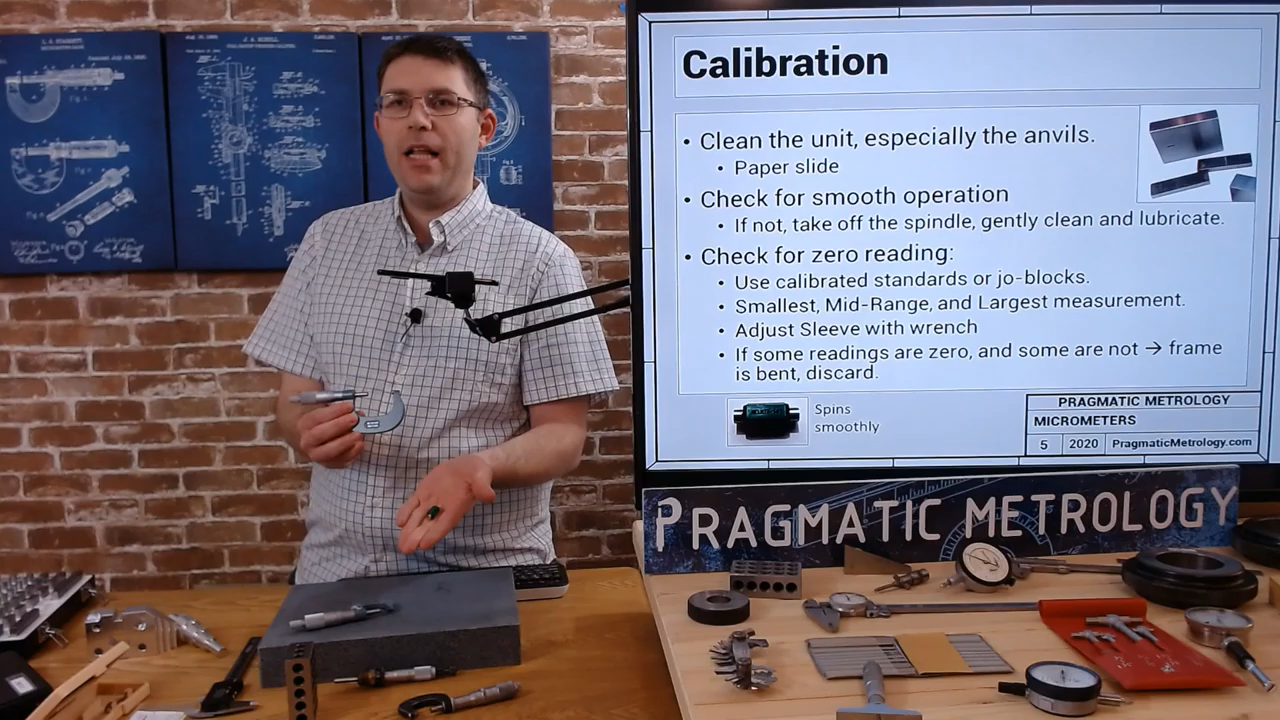 Calibration
• Clean the unit, especially the anvils.
• Paper slide
• Check for smooth operation
• If not, take off the spindle, gently clean and lubricate.
• Check for zero reading:
• Use calibrated standards or jo-blocks.
• Smallest, Mid-Range, and Largest measurement.
• Adjust Sleeve with wrench
• If some readings are zero, and some are not → frame
is bent, discard.
Spins
smoothly
PRAGMATIC METROLOGY
MICROMETERS
5 2020 PragmaticMetrology.com
PRAGMATIC METROLOGY